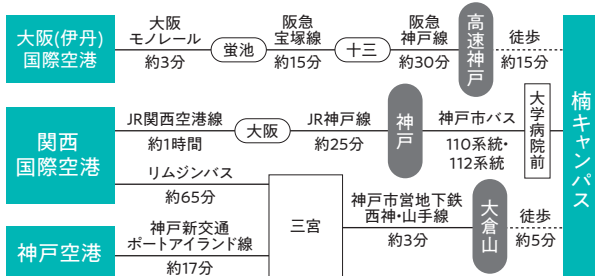 大阪(伊丹)
国際空港
大阪
モノレール
約3分
蛍池
阪急
宝塚線
約15分
十三
阪急
神戸線
約30分
高速神戸
徒歩
約15分
関西
国際空港
JR関西空港線
約1時間
大阪
JR神戸線
約25分
神戸
神戸市バス
110系統・
112系統
大学病院前
リムジンバス
約65分
三宮
神戸市営地下鉄
西神・山手線
約3分
大倉山
徒歩
約5分
神戸空港
神戸新交通
ポートアイランド線
約17分
楠キャンパス